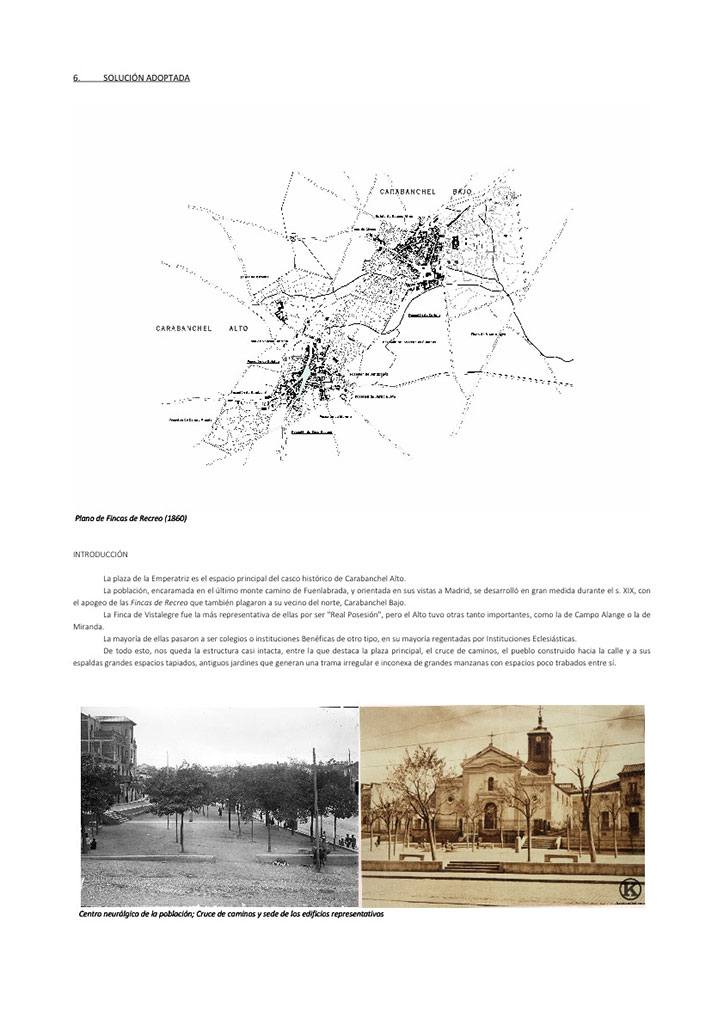 6. SOLUCIÓN ADOPTADA
CARABANCHEL BAJO
CARABANCHEL ALTO
Plano de Fincas de Recreo (1860)
INTRODUCCIÓN
La plaza de la Emperatriz es el espacio principal del casco histórico de Carabanchel Alto.
La población, encaramada en el último monte camino de Fuenlabrada, y orientada en sus vistas a Madrid, se desarrolló en gran medida durante el s. XIX, con
el apogeo de las Fincas de Recreo que también plagaron a su vecino del norte, Carabanchel Bajo.
La Finca de Vistalegre fue la más representativa de ellas por ser "Real Posesión", pero el Alto tuvo otras tanto importantes, como la de Campo Alange o la de
Miranda.
La mayoría de ellas pasaron a ser colegios o instituciones Benéficas de otro tipo, en su mayoría regentadas por Instituciones Eclesiásticas.
De todo esto, nos queda la estructura casi intacta, entre la que destaca la plaza principal, el cruce de caminos, el pueblo construido hacia la calle y a sus
espaldas grandes espacios tapiados, antiguos jardines que generan una trama irregular e inconexa de grandes manzanas con espacios poco trabados entre sí.
K
Centro neurálgico de la población; Cruce de caminos y sede de los edificios representativos